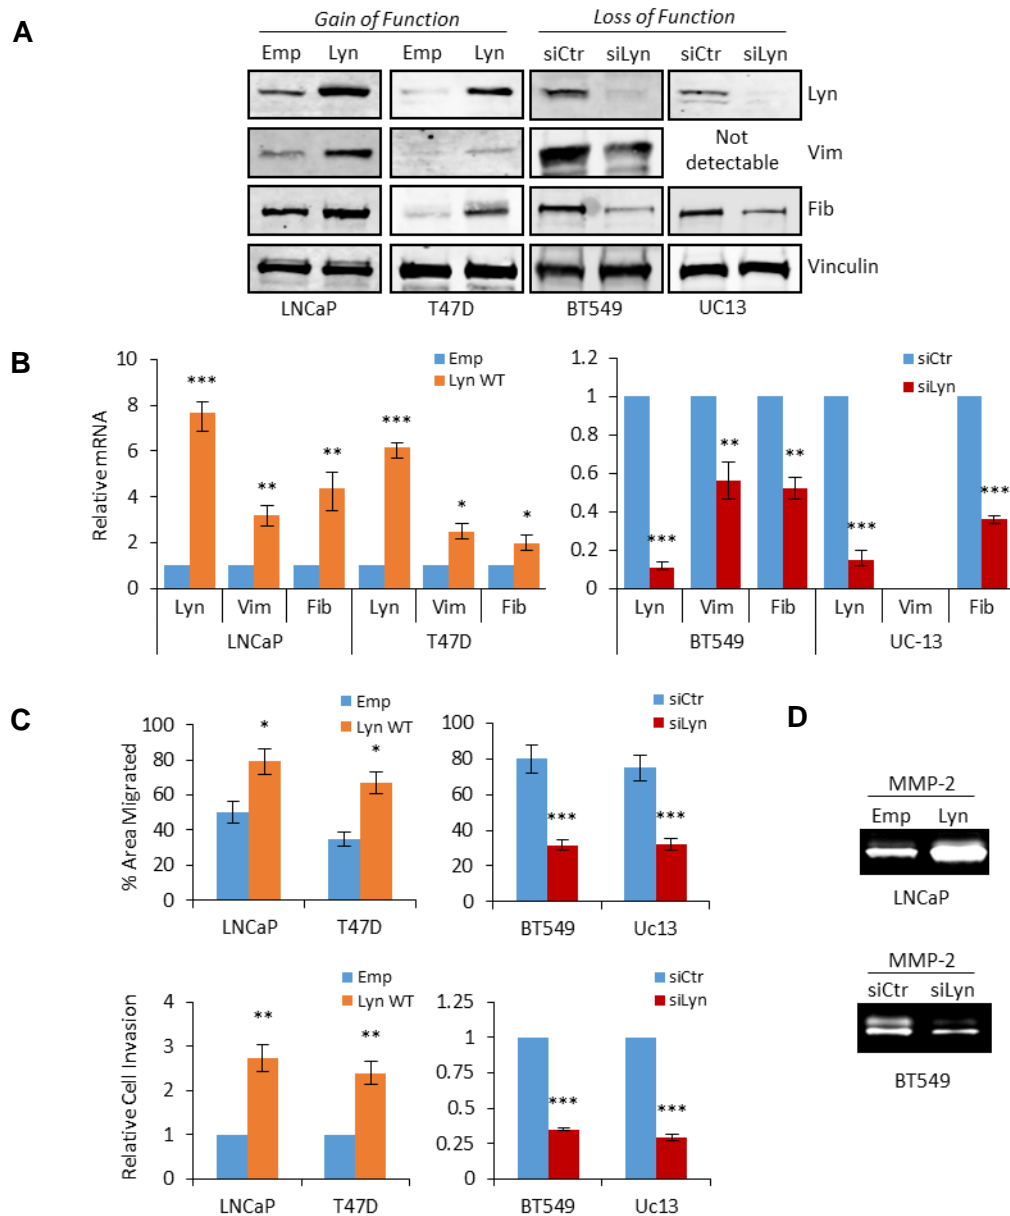 A
Gain of Function
Loss of Function
Emp Lyn Emp Lyn siCtr siLyn siCtr siLyn
Lyn
Not
detectable
Vim
Fib
Vinculin
LNCaP T47D BT549 UC13
B
Relative mRNA
10
8
6
4
2
0
Emp
Lyn WT
***
**
**
***
*
*
Lyn Vim Fib Lyn Vim Fib
LNCaP T47D
1.2
1
0.8
0.6
0.4
0.2
0
siCtr
siLyn
***
**
**
***
***
Lyn Vim Fib Lyn Vim Fib
BT549 UC-13
C
% Area Migrated
100
80
60
40
20
0
Emp
Lyn WT
*
*
LNCaP T47D
100
80
60
40
20
0
siCtr
siLyn
***
***
BT549 Uc13
Relative Cell Invasion
4
3
2
1
0
Emp
Lyn WT
**
**
LNCaP T47D
1.25
1
0.75
0.5
0.25
0
siCtr
siLyn
***
***
BT549 Uc13
D
MMP-2
Emp Lyn
LNCaP
MMP-2
siCtr siLyn
BT549